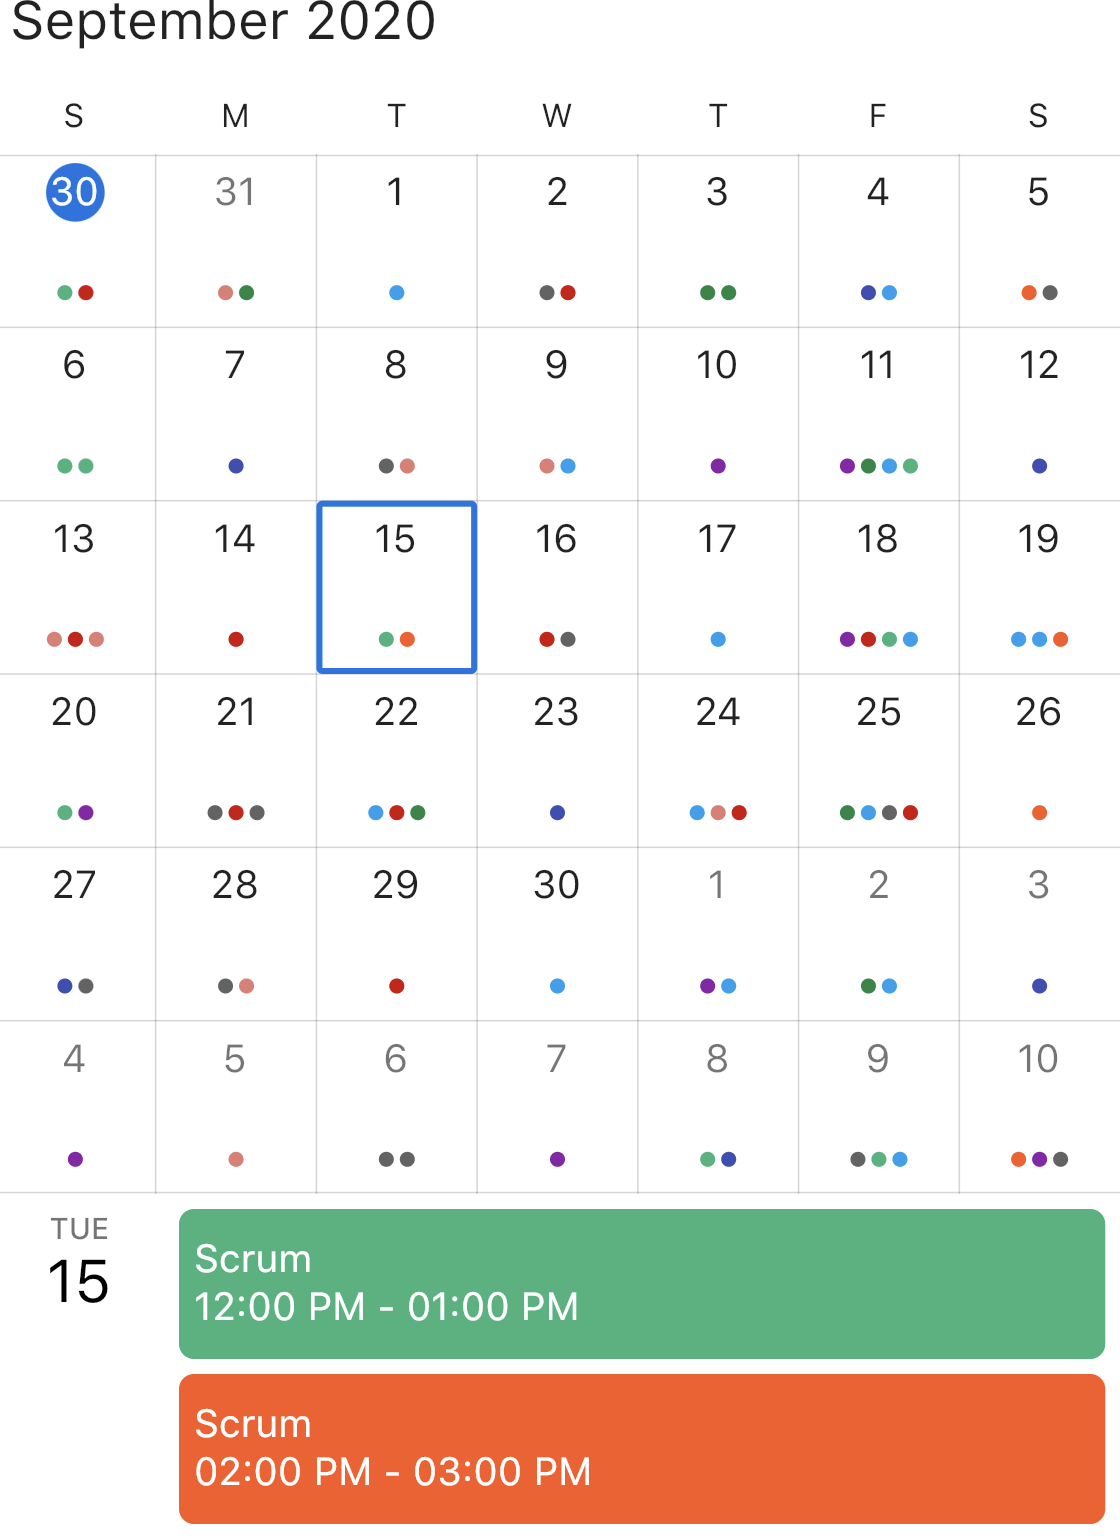 September 2020
S M T W T F S
30 31 1 2 3 4 5
6 7 8 9 10 11 12
13 14 15 16 17 18 19
20 21 22 23 24 25 26
27 28 29 30 1 2 3
4 5 6 7 8 9 10
TUE
15
Scrum
12:00 PM - 01:00 PM
Scrum
02:00 PM - 03:00 PM